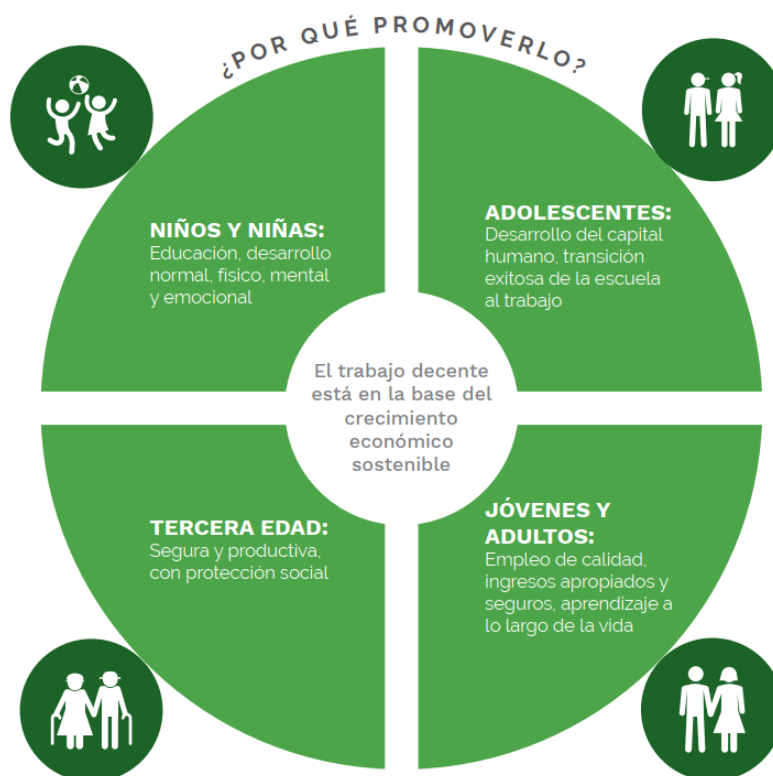 ¿POR QUÉ PROMOVERLO?
NIÑOS Y NIÑAS:
Educación, desarrollo
normal, físico, mental
y emocional
ADOLESCENTES:
Desarrollo del capital
humano, transición
exitosa de la escuela
al trabajo
El trabajo decente
está en la base del
crecimiento
económico
sostenible
TERCERA EDAD:
Segura y productiva,
con protección social
JÓVENES Y
ADULTOS:
Empleo de calidad,
ingresos apropiados y
seguros, aprendizaje a
lo largo de la vida